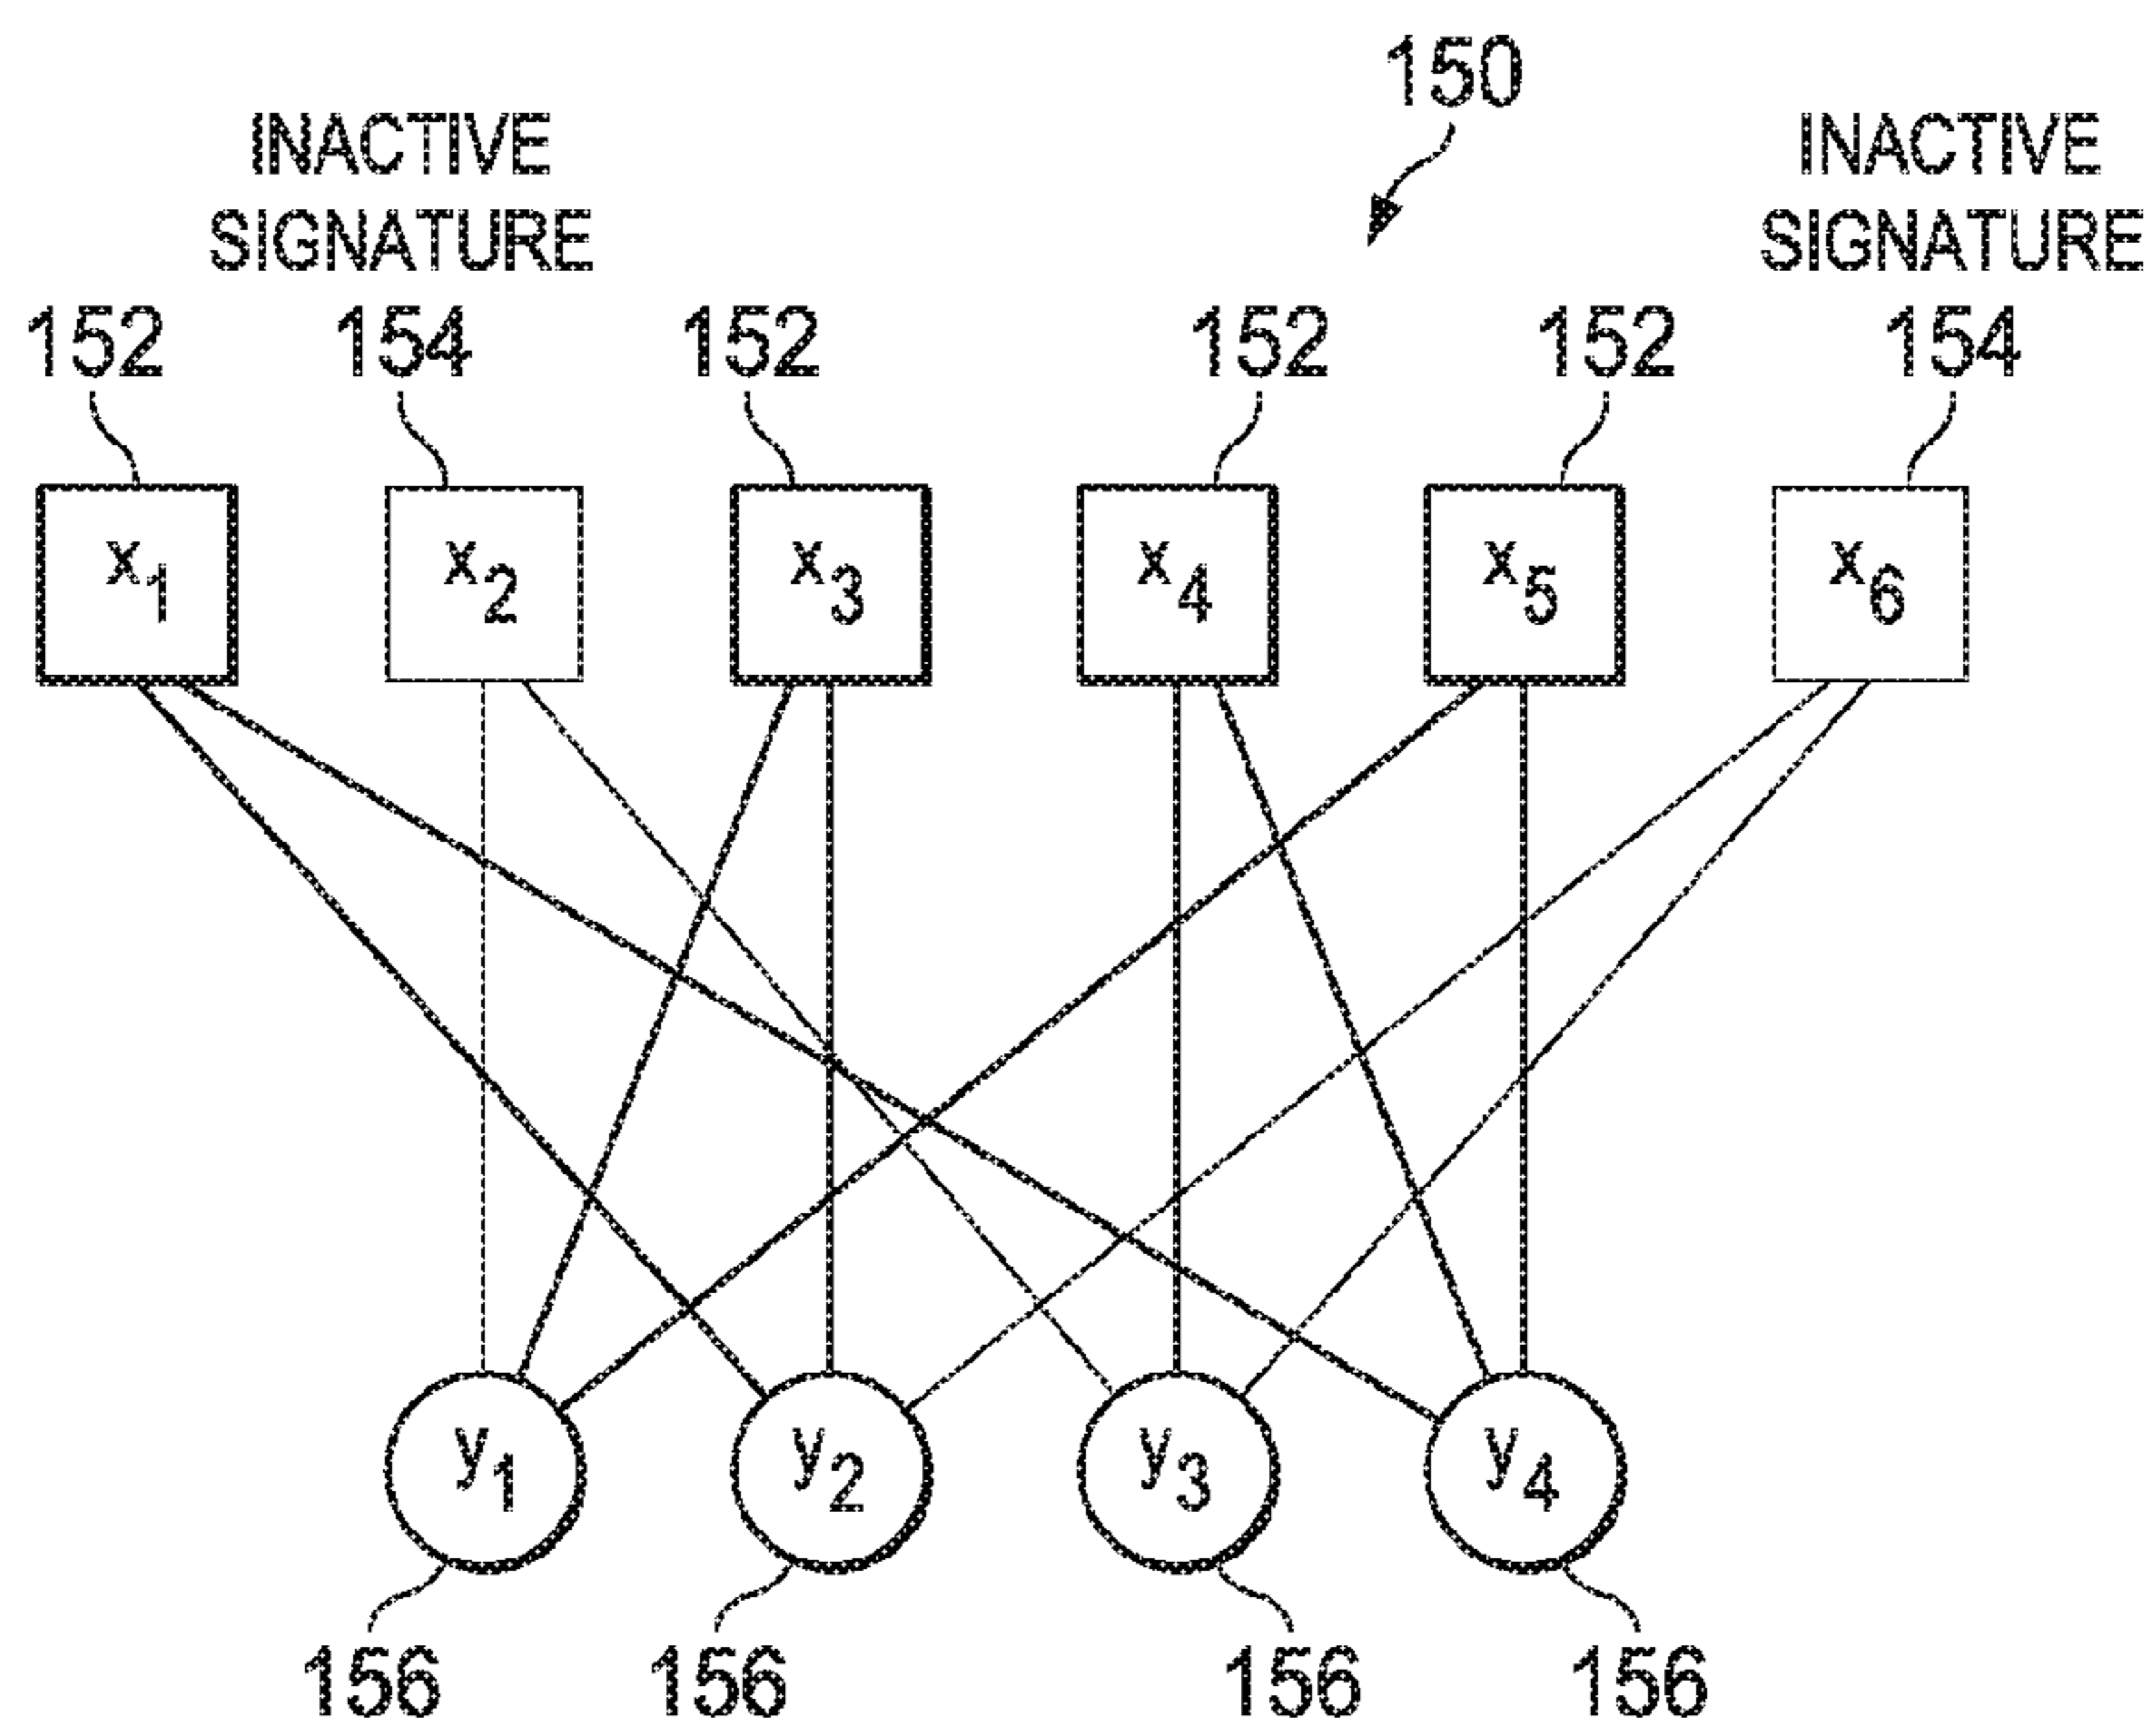 150
INACTIVE
SIGNATURE
INACTIVE
SIGNATURE
152 154 152 152 152 154
x1 x2 x3 x4 x5 x6
y1 y2 y3 y4
156 156 156 156